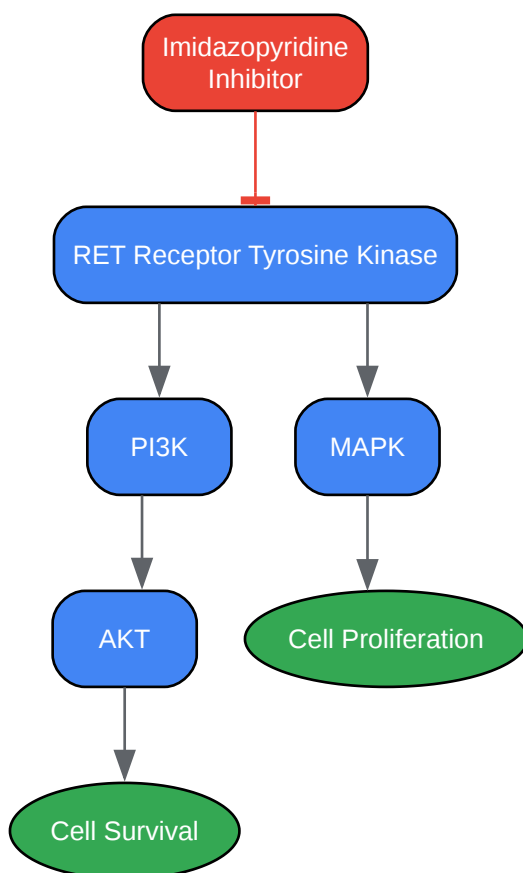 Imidazopyridine
Inhibitor
RET Receptor Tyrosine Kinase
PI3K
MAPK
AKT
Cell Proliferation
Cell Survival